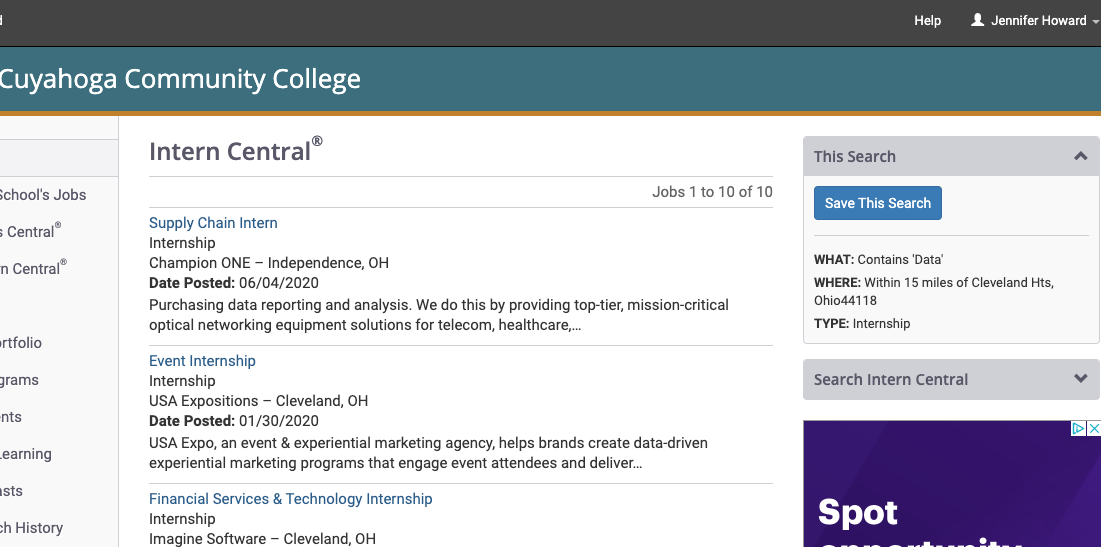 Help
Jennifer Howard
Cuyahoga Community College
School's Jobs
Central®
Central®
Learning
History
Intern Central®
Jobs 1 to 10 of 10
Supply Chain Intern
Internship
Champion ONE – Independence, OH
Date Posted: 06/04/2020
Purchasing data reporting and analysis. We do this by providing top-tier, mission-critical
optical networking equipment solutions for telecom, healthcare,...
Event Internship
Internship
USA Expositions – Cleveland, OH
Date Posted: 01/30/2020
USA Expo, an event & experiential marketing agency, helps brands create data-driven
experiential marketing programs that engage event attendees and deliver...
Financial Services & Technology Internship
Internship
Imagine Software – Cleveland, OH
This Search
Save This Search
WHAT: Contains 'Data'
WHERE: Within 15 miles of Cleveland Hts,
Ohio44118
TYPE: Internship
Search Intern Central
Spot
opportunity